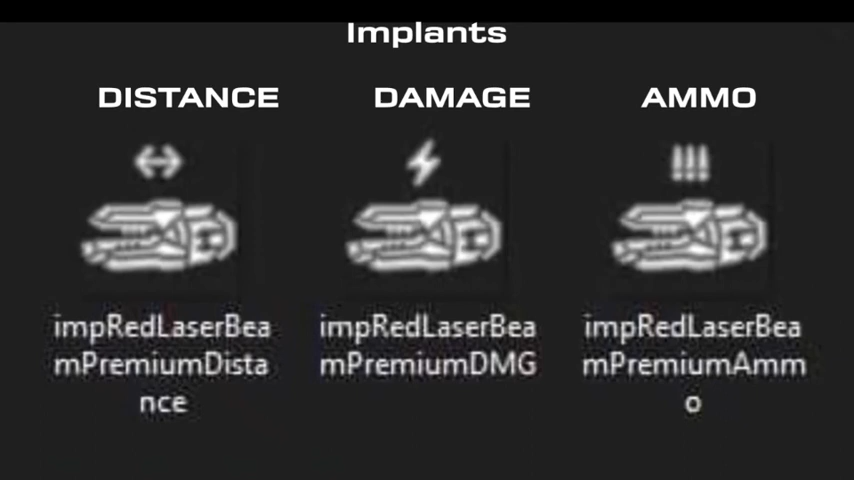 Implants
DISTANCE DAMAGE AMMO
impRedLaserBea impRedLaserBea impRedLaserBea
mPremiumDista mPremiumDMG mPremiumAmm
nce o